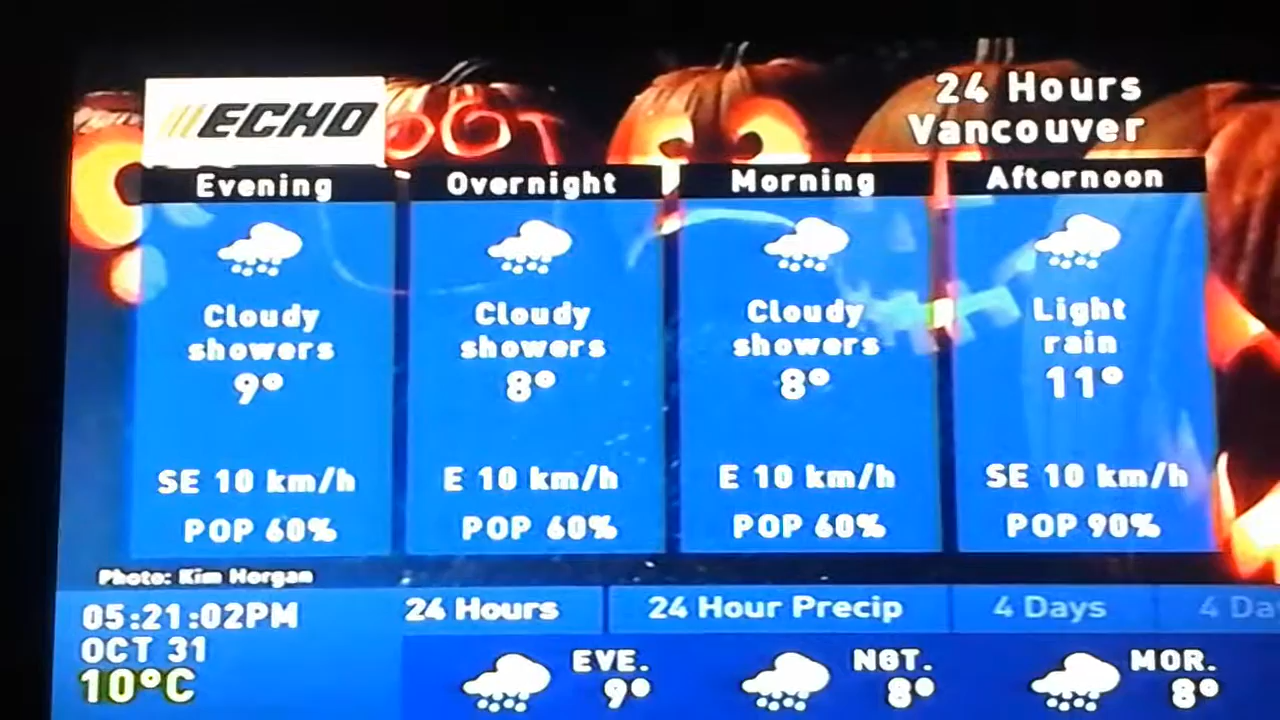 ECHO
24 Hours
Vancouver
Evening
Cloudy
showers
9°
SE 10 km/h
POP 60%
Overnight
Cloudy
showers
8°
E 10 km/h
POP 60%
Morning
Cloudy
showers
8°
E 10 km/h
POP 60%
Afternoon
Light
rain
11°
SE 10 km/h
POP 90%
Photo: Kim Horgan
05:21:02PM
OCT 31
10°C
24 Hours
24 Hour Precip
4 Days
4 Da
EVE.
9°
NGT.
8°
MOR.
8°